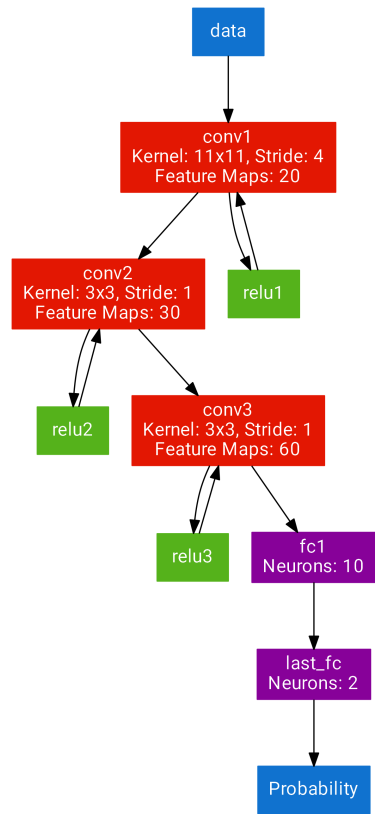 data
conv1
Kernel: 11x11, Stride: 4
Feature Maps: 20
conv2
Kernel: 3x3, Stride: 1
Feature Maps: 30
relu1
conv3
Kernel: 3x3, Stride: 1
Feature Maps: 60
relu2
relu3
fc1
Neurons: 10
last_fc
Neurons: 2
Probability